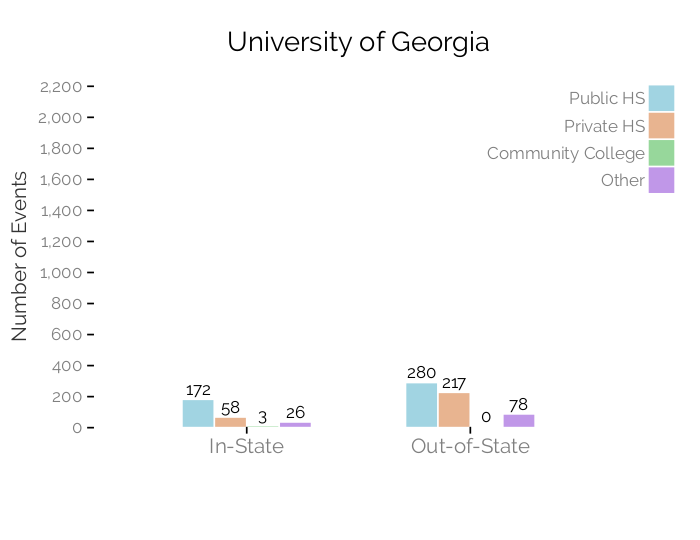 University of Georgia
Number of Events
2,200
2,000
1,800
1,600
1,400
1,200
1,000
800
600
400
200
0
Public HS
Private HS
Community College
Other
172
58
3
26
280
217
0
78
In-State
Out-of-State